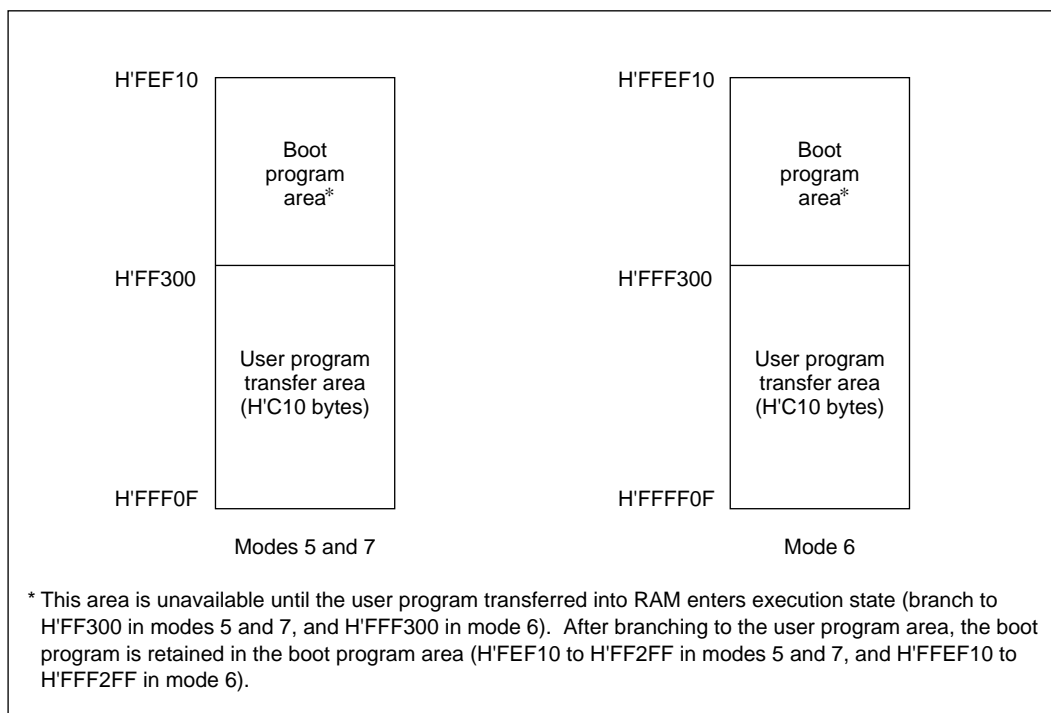 H'FEF10
Boot
program
area*
H'FF300
User program
transfer area
(H'C10 bytes)
H'FFF0F
Modes 5 and 7
H'FFEF10
Boot
program
area*
H'FFF300
User program
transfer area
(H'C10 bytes)
H'FFFF0F
Mode 6
* This area is unavailable until the user program transferred into RAM enters execution state (branch to
H'FF300 in modes 5 and 7, and H'FFF300 in mode 6). After branching to the user program area, the boot
program is retained in the boot program area (H'FEF10 to H'FF2FF in modes 5 and 7, and H'FFEF10 to
H'FFF2FF in mode 6).